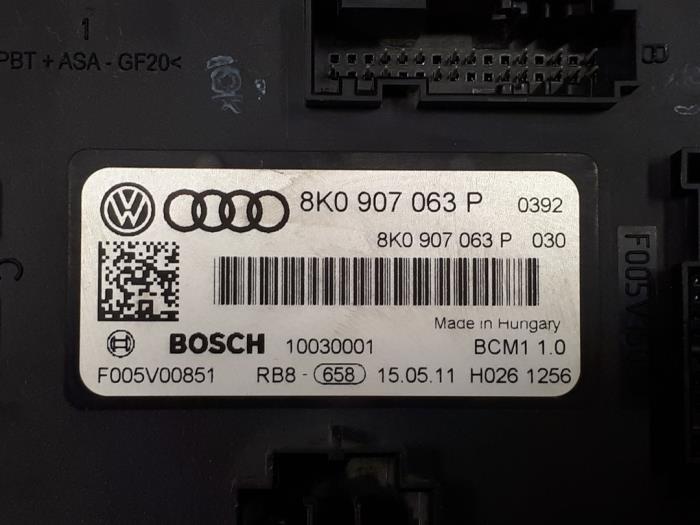 1
PBT + ASA - GF20<
B
8K0 907 063 P 0392
8K0 907 063 P 030
Made in Hungary
BOSCH 10030001 BCM1 1.0
F005V00851 RB8 - 658 15.05.11 H026 1256
C